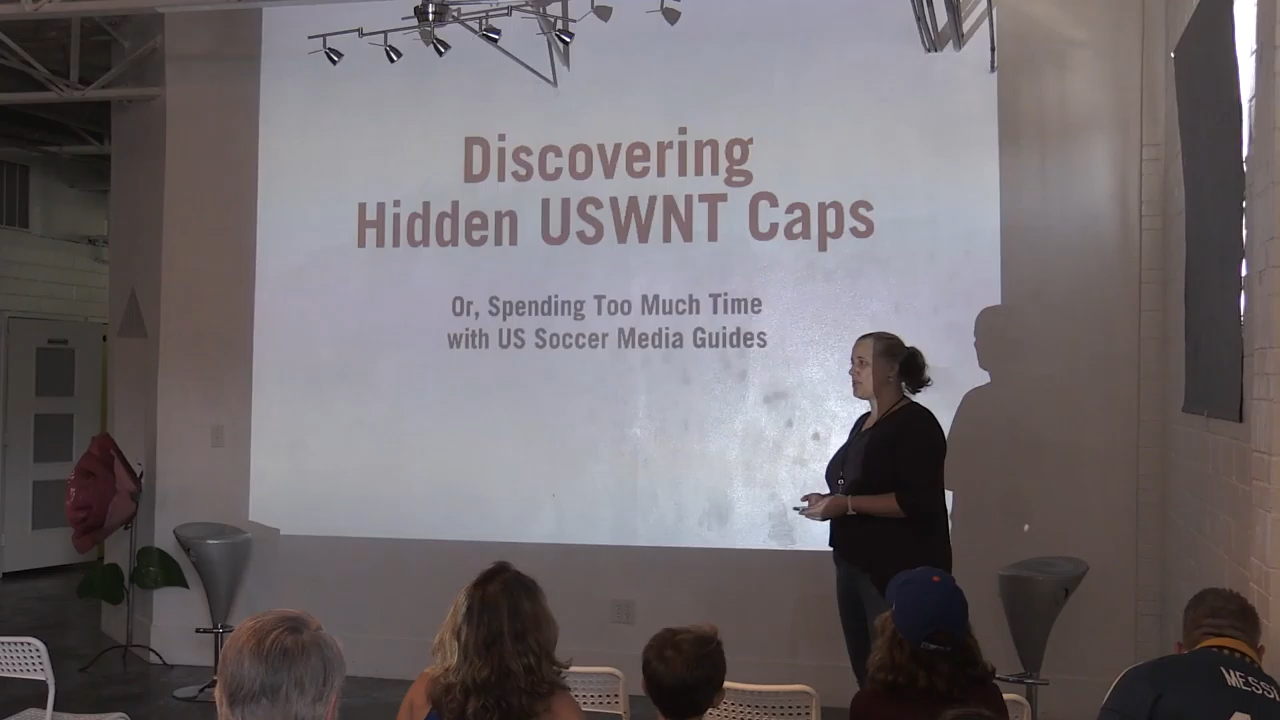 Discovering
Hidden USWNT Caps
Or, Spending Too Much Time
with US Soccer Media Guides
MESSI